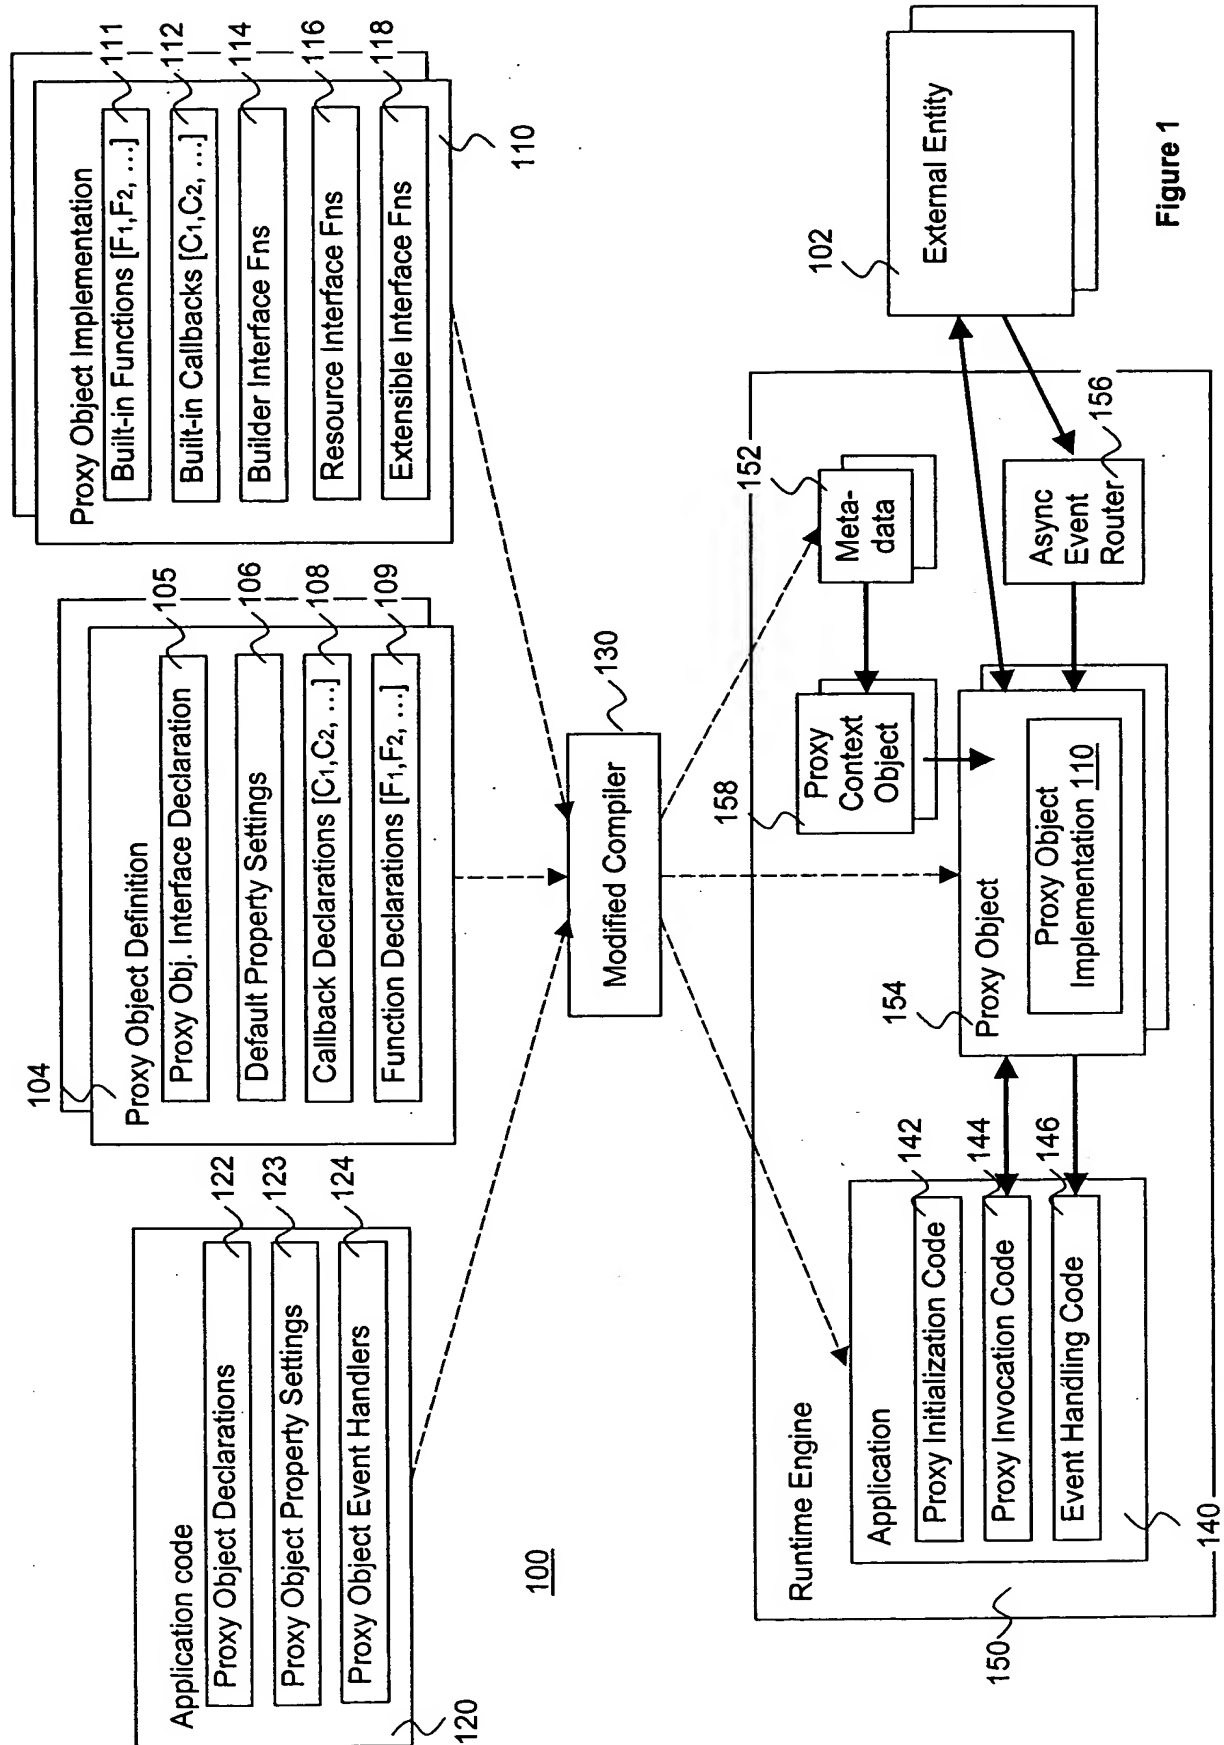 Application code
Proxy Object Declarations
122
Proxy Object Property Settings
123
Proxy Object Event Handlers
124
120
104
Proxy Object Definition
Proxy Obj. Interface Declaration
105
Default Property Settings
106
Callback Declarations [C1,C2, ...]
108
Function Declarations [F1,F2, ...]
109
Proxy Object Implementation
Built-in Functions [F1,F2, ...]
111
Built-in Callbacks [C1,C2, ...]
112
Builder Interface Fns
114
Resource Interface Fns
116
Extensible Interface Fns
118
110
100
Modified Compiler
130
Runtime Engine
150
Application
Proxy Initialization Code
142
Proxy Invocation Code
144
Event Handling Code
146
140
158
Proxy
Context
Object
152
Meta-
data
154
Proxy Object
Proxy Object
Implementation 110
Async
Event
Router
156
102
External Entity
Figure 1